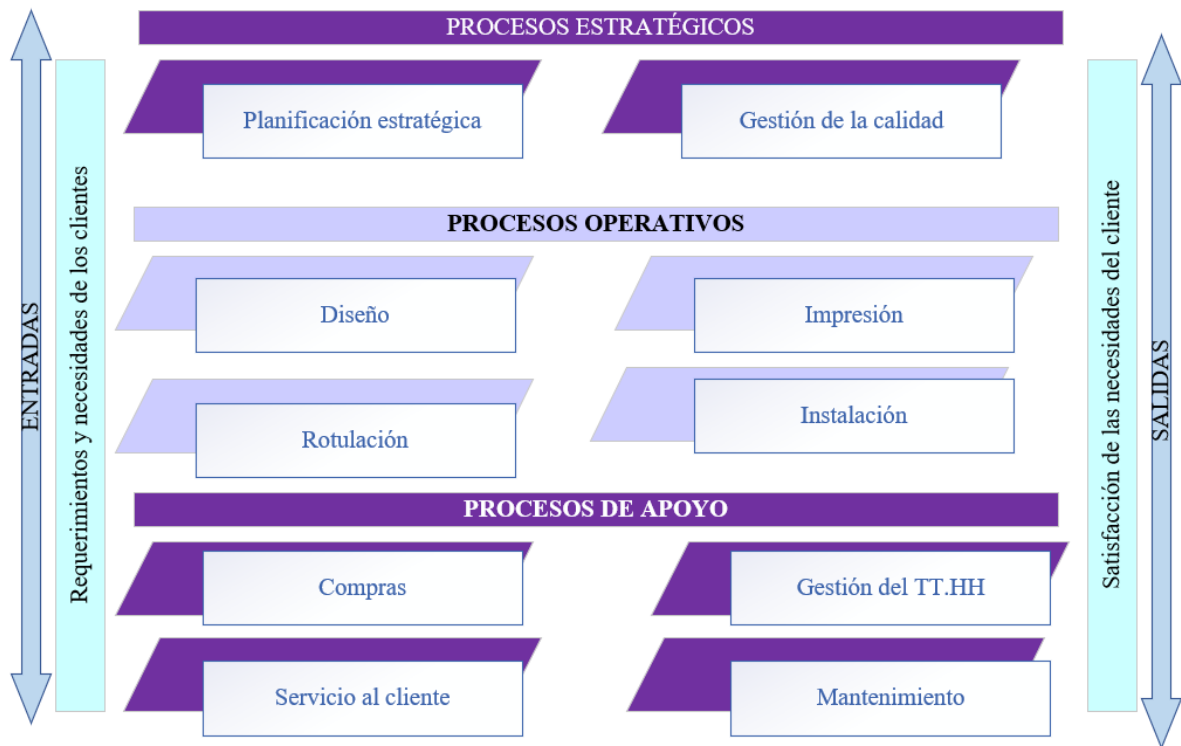 PROCESOS ESTRATÉGICOS
Planificación estratégica
Gestión de la calidad
PROCESOS OPERATIVOS
Diseño
Impresión
Rotulación
Instalación
PROCESOS DE APOYO
Compras
Gestión del TT.HH
Servicio al cliente
Mantenimiento
ENTRADAS
Requerimientos y necesidades de los clientes
Satisfacción de las necesidades del cliente
SALIDAS